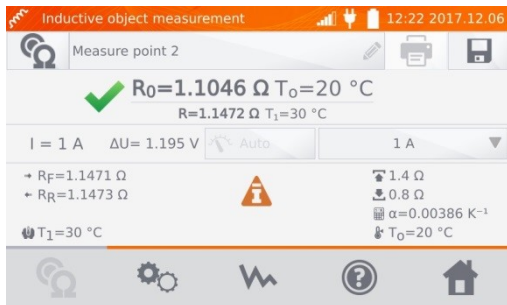 Inductive object measurement 12:22 2017.12.06
Measure point 2
R₀=1.1046 Ω T₀=20 °C
R=1.1472 Ω T₁=30 °C
I = 1 A ΔU= 1.195 V Auto 1 A
→ RF=1.1471 Ω 1.4 Ω
← RR=1.1473 Ω 0.8 Ω
α=0.00386 K⁻¹
T₁=30 °C T₀=20 °C